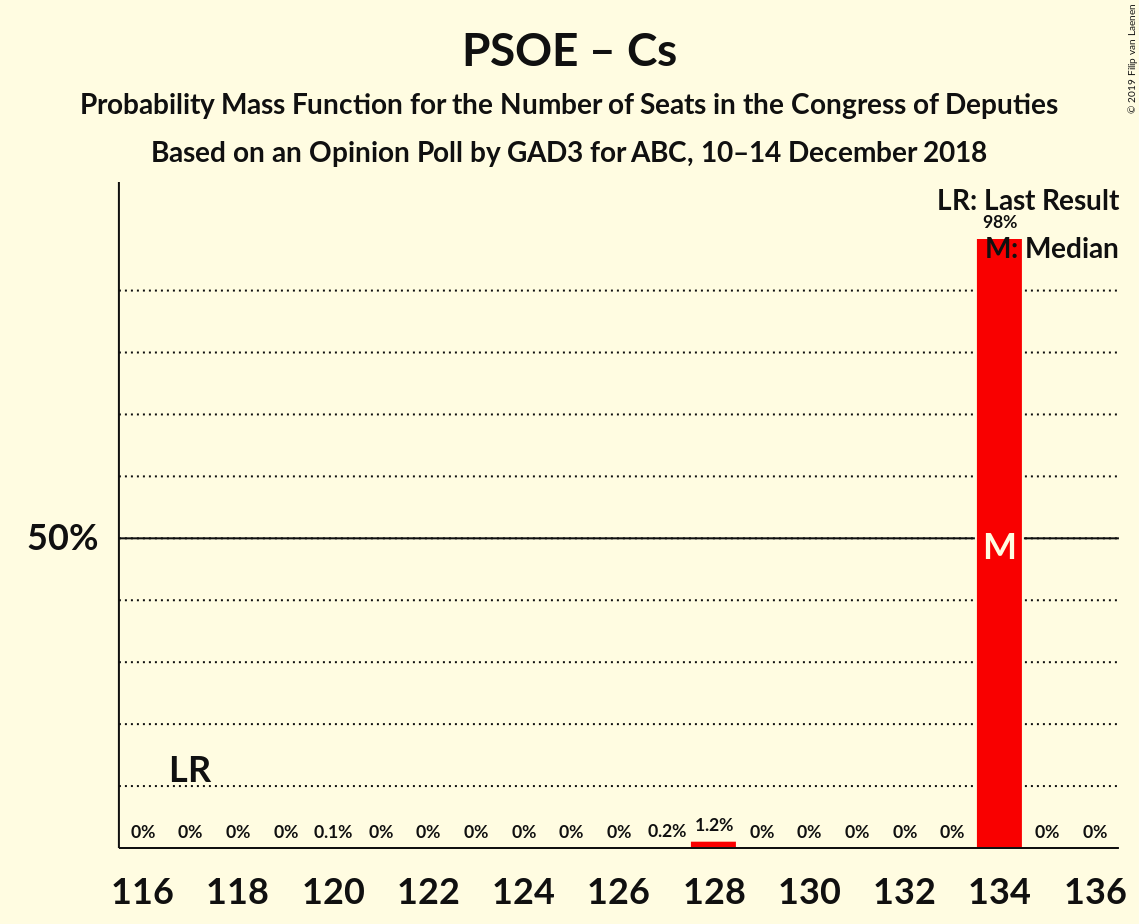 PSOE – Cs
Probability Mass Function for the Number of Seats in the Congress of Deputies
Based on an Opinion Poll by GAD3 for ABC, 10–14 December 2018
© 2019 Filip van Laenen
LR: Last Result
98%
M: Median
50%
M
LR
0% 0% 0% 0% 0.1% 0% 0% 0% 0% 0% 0% 0.2% 1.2% 0% 0% 0% 0% 0% 0% 0%
116 118 120 122 124 126 128 130 132 134 136